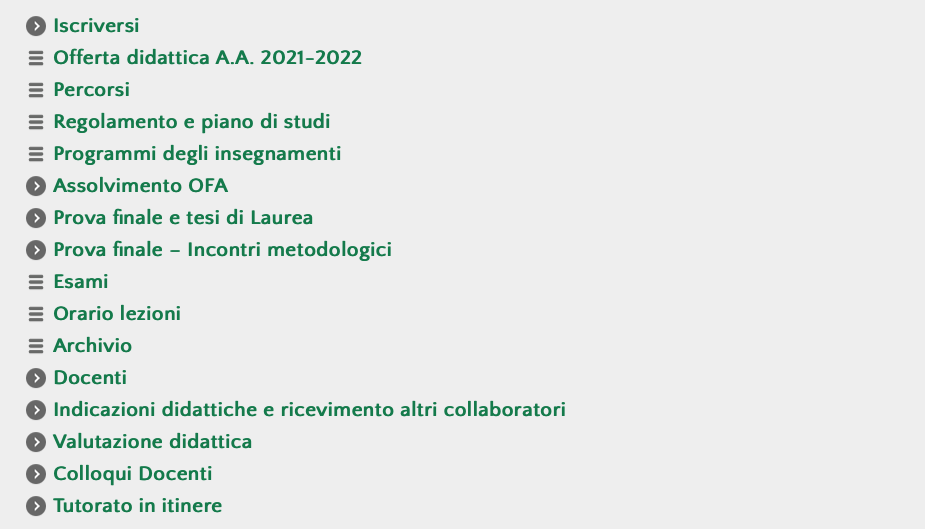 Iscriversi
Offerta didattica A.A. 2021-2022
Percorsi
Regolamento e piano di studi
Programmi degli insegnamenti
Assolvimento OFA
Prova finale e tesi di Laurea
Prova finale – Incontri metodologici
Esami
Orario lezioni
Archivio
Docenti
Indicazioni didattiche e ricevimento altri collaboratori
Valutazione didattica
Colloqui Docenti
Tutorato in itinere